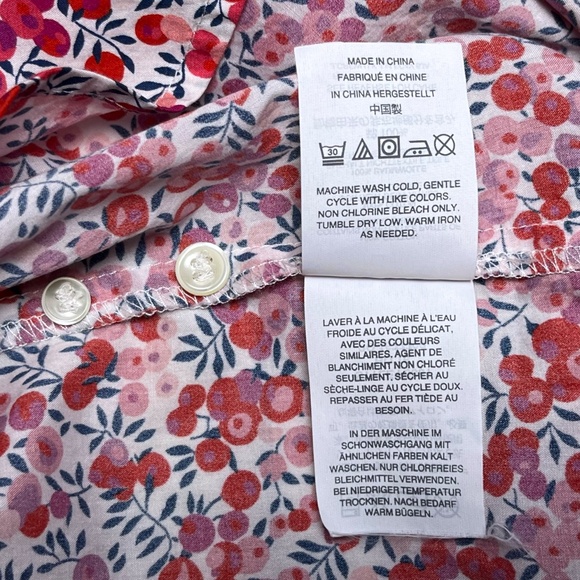 MADE IN CHINA
FABRIQUÉ EN CHINE
IN CHINA HERGESTELLT
中国製
30
MACHINE WASH COLD, GENTLE
CYCLE WITH LIKE COLORS.
NON CHLORINE BLEACH ONLY.
TUMBLE DRY LOW. WARM IRON
AS NEEDED.
LAVER À LA MACHINE À L'EAU
FROIDE AU CYCLE DÉLICAT,
AVEC DES COULEURS
SIMILAIRES, AGENT DE
BLANCHIMENT NON CHLORÉ
SEULEMENT, SÉCHER AU
SÈCHE-LINGE AU CYCLE DOUX.
REPASSER AU FER TIÈDE AU
BESOIN.
IN DER MASCHINE IM
SCHONWASCHGANG MIT
ÄHNLICHEN FARBEN KALT
WASCHEN. NUR CHLORFREIES
BLEICHMITTEL VERWENDEN.
BEI NIEDRIGER TEMPERATUR
TROCKNEN. NACH BEDARF
WARM BÜGELN.